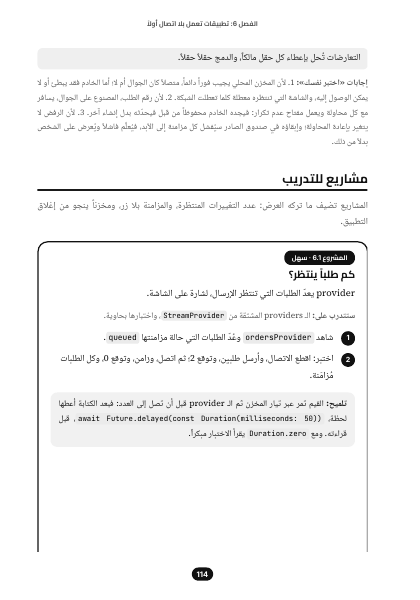 الفصل 6: تطبيقات تعمل بلا اتصال أولاً
التعارضات تُحل بإعطاء كل حقل مالكاً، والدمج حقلاً حقلاً.
إجابات «اختبر نفسك»: 1. لأن المخزن المحلي يجيب فوراً دائماً، متصلاً كان الجوال أم لا؛ أما الخادم فقد يبطئ أو لا
يمكن الوصول إليه، والشاشة التي تنتظره معطلة كلما تعطلت الشبكة. 2. لأن رقم الطلب، المصنوع على الجوال، يسافر
مع كل محاولة ويعمل مفتاح عدم تكرار: فيجده الخادم محفوظاً من قبل فيحدّثه بدل إنشاء آخر. 3. لأن الرفض لا
يتغير بإعادة المحاولة؛ وإبقاؤه في صندوق الصادر سيُفشل كل مزامنة إلى الأبد، فيُعلَّم فاشلاً ويُعرض على الشخص
بدلاً من ذلك.
مشاريع للتدريب
المشاريع تضيف ما تركه العرض: عدد التغييرات المنتظرة، والمزامنة بلا زر، ومخزناً ينجو من إغلاق
التطبيق.
المشروع 6.1 · سهل
كم طلباً ينتظر؟
provider يعدّ الطلبات التي تنتظر الإرسال، لشارة على الشاشة.
ستتدرب على: الـ providers المشتقة من StreamProvider، واختبارها بحاوية.
1 شاهد ordersProvider وعُدّ الطلبات التي حالة مزامنتها queued.
2 اختبر: اقطع الاتصال، وأرسل طلبين، وتوقع 2؛ ثم اتصل، وزامن، وتوقع 0، وكل الطلبات
مُزامَنة.
تلميح: القيم تمر عبر تيار المخزن ثم الـ provider قبل أن تصل إلى العدد: فبعد الكتابة أعطها
لحظة، await Future.delayed(const Duration(milliseconds: 50))، قبل
قراءته. ومع Duration.zero يقرأ الاختبار مبكراً.
114